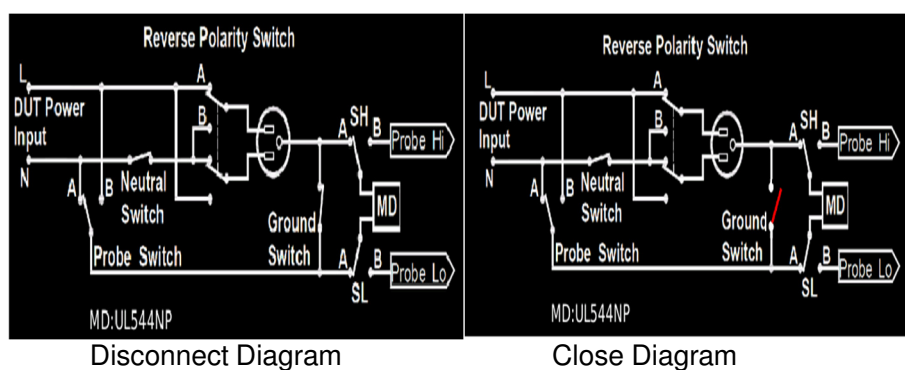 Reverse Polarity Switch
A
L
DUT Power
Input
B
SH
A
B
Probe Hi
N
A
B
Neutral
Switch
MD
Ground
Switch
Probe Switch
A
B
Probe Lo
SL
MD:UL544NP
Disconnect Diagram
Reverse Polarity Switch
A
L
DUT Power
Input
B
SH
A
B
Probe Hi
N
A
B
Neutral
Switch
MD
Ground
Switch
Probe Switch
A
B
Probe Lo
SL
MD:UL544NP
Close Diagram